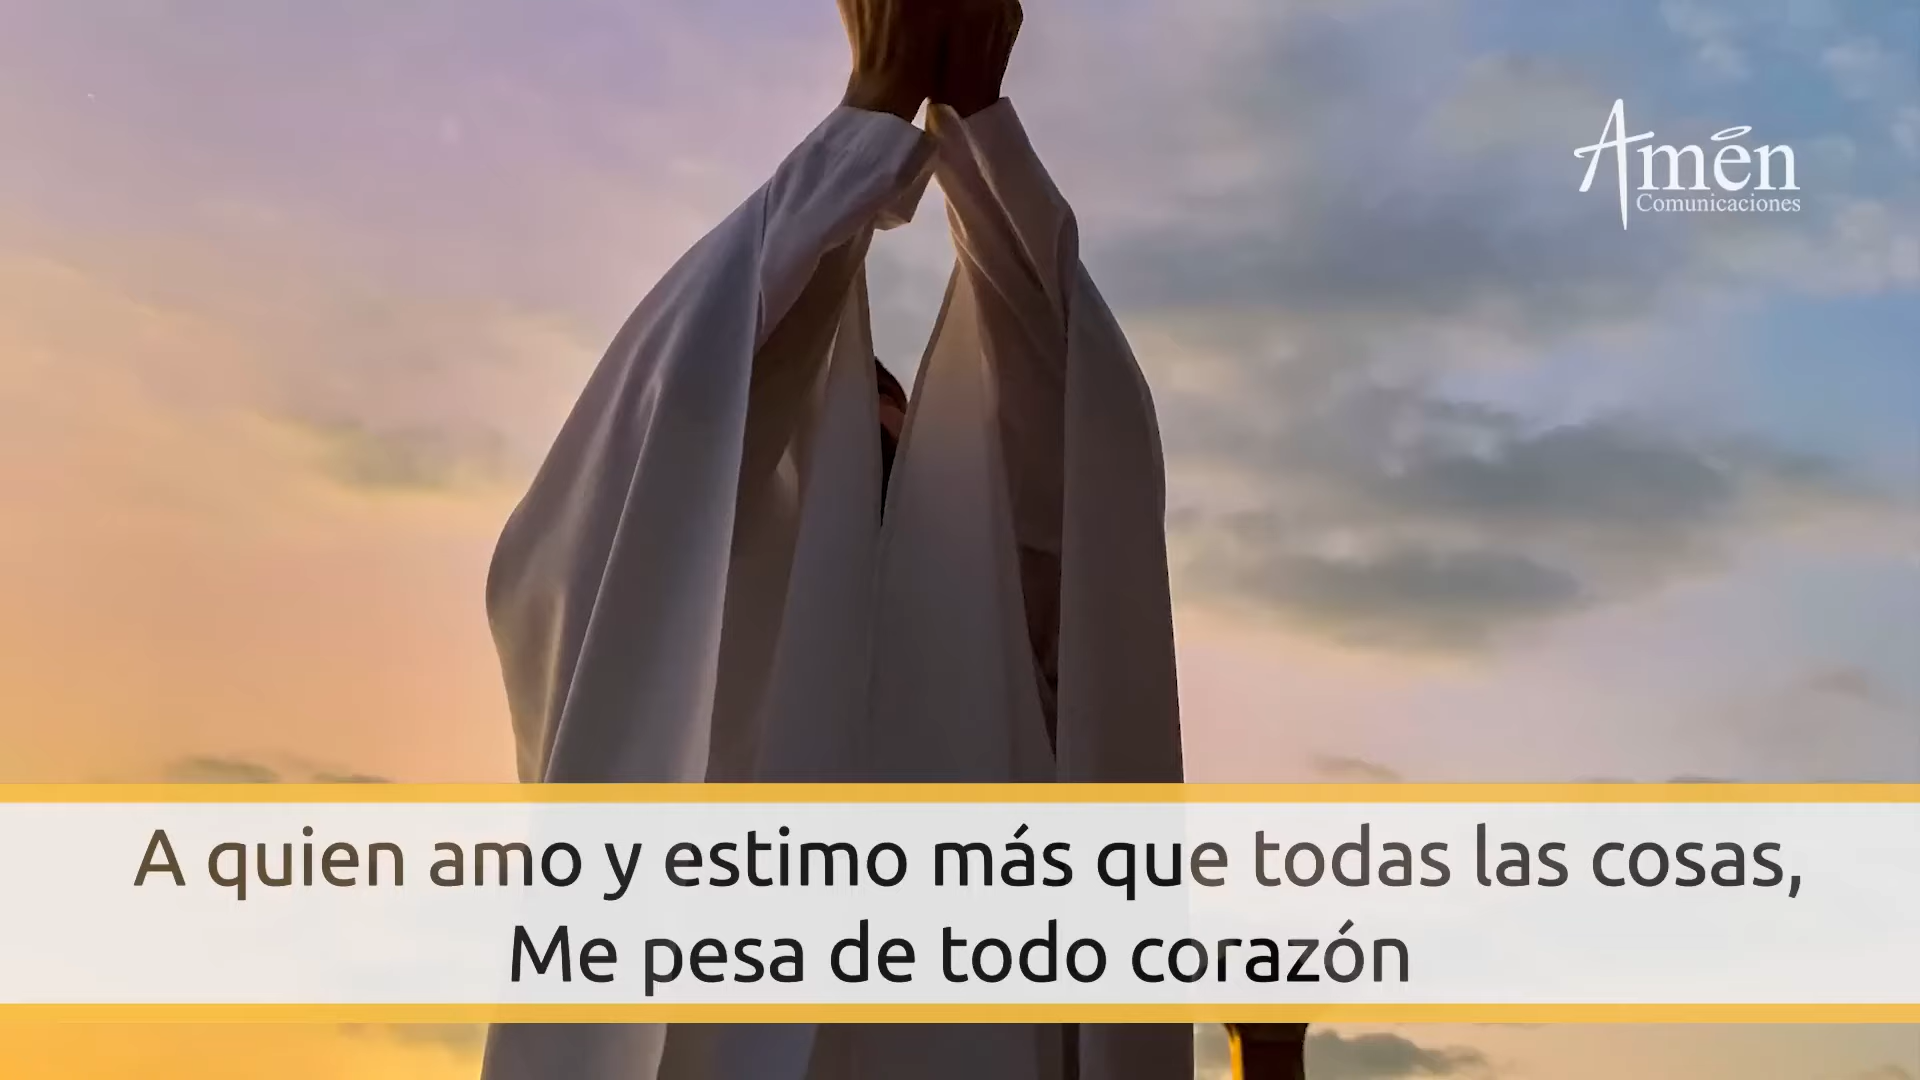 Amén
Comunicaciones
A quien amo y estimo más que todas las cosas,
Me pesa de todo corazón